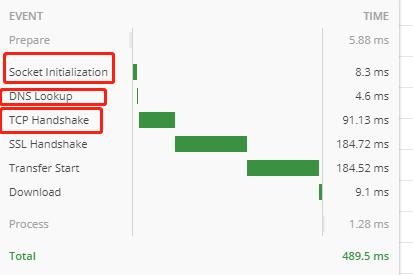 EVENT TIME
Prepare 5.88 ms
Socket Initialization 8.3 ms
DNS Lookup 4.6 ms
TCP Handshake 91.13 ms
SSL Handshake 184.72 ms
Transfer Start 184.52 ms
Download 9.1 ms
Process 1.28 ms
Total 489.5 ms